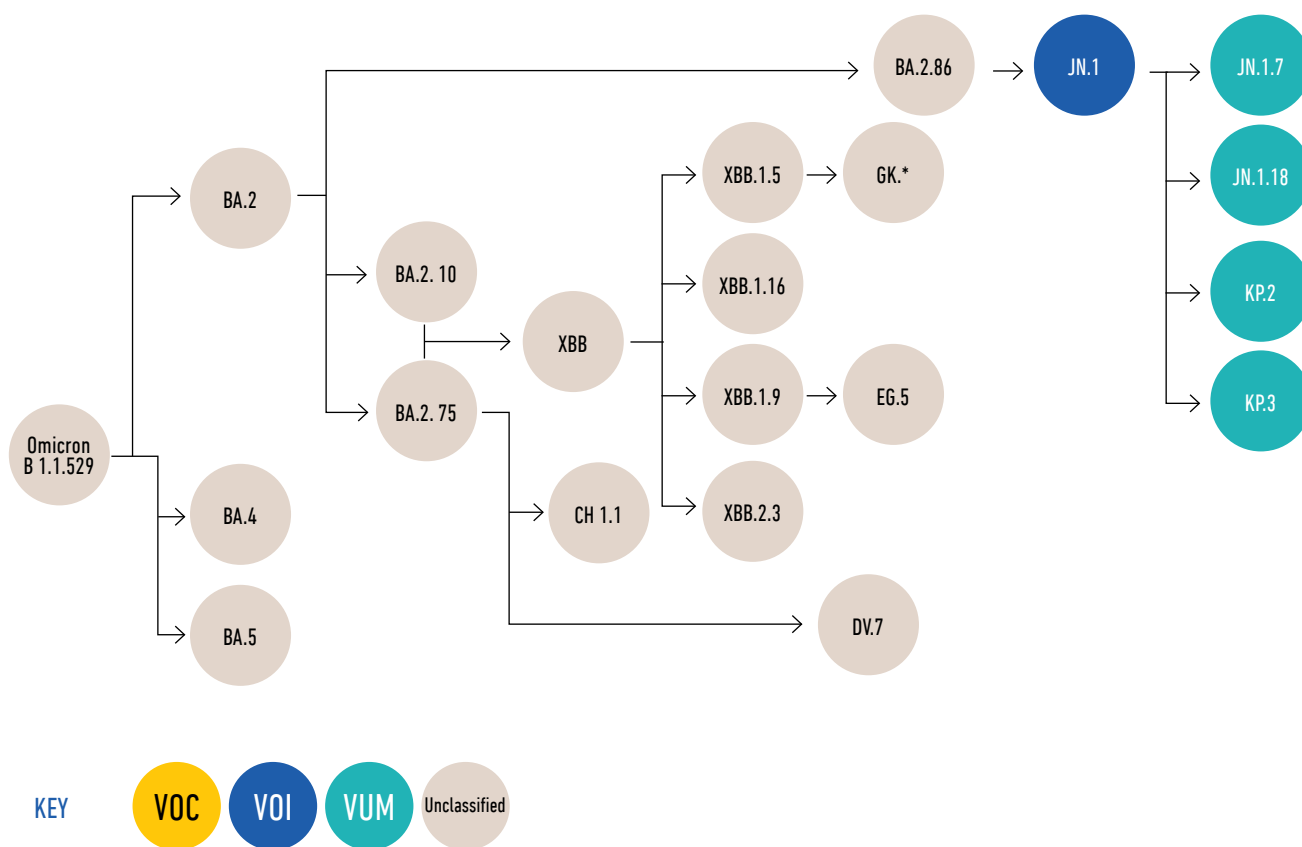 BA.2.86
JN.1
JN.1.7
BA.2
XBB.1.5
GK.*
JN.1.18
BA.2. 10
XBB.1.16
KP.2
XBB
BA.2. 75
XBB.1.9
EG.5
KP.3
Omicron
B 1.1.529
BA.4
CH 1.1
XBB.2.3
BA.5
DV.7
KEY
VOC
VOI
VUM
Unclassified